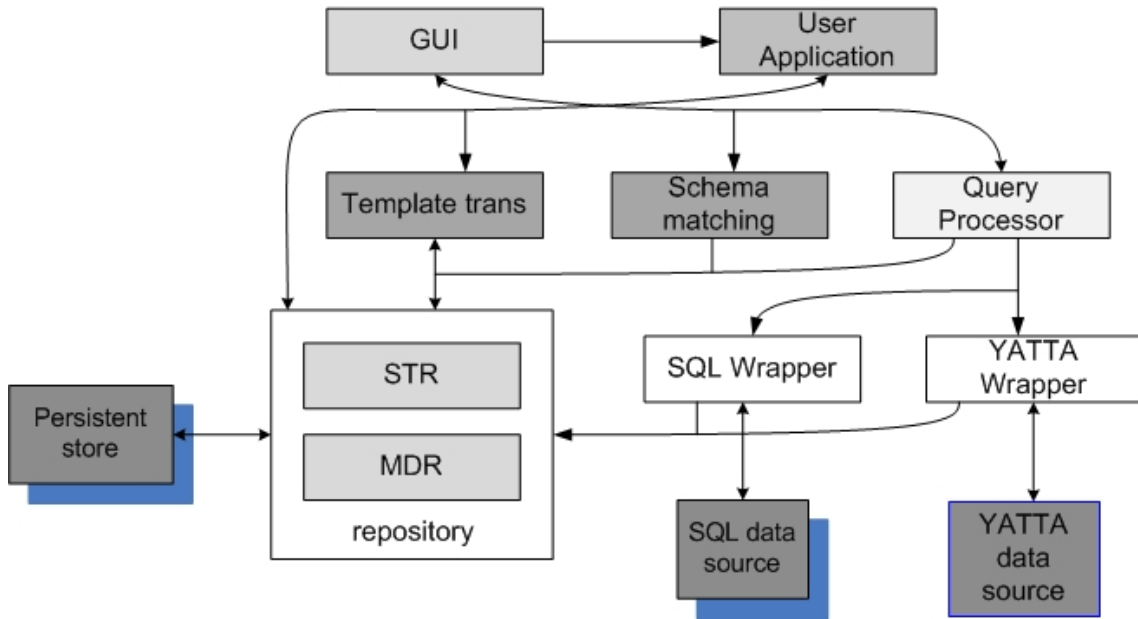 GUI
User
Application
Template trans
Schema
matching
Query
Processor
STR
MDR
repository
SQL Wrapper
YATTA
Wrapper
Persistent
store
SQL data
source
YATTA
data
source